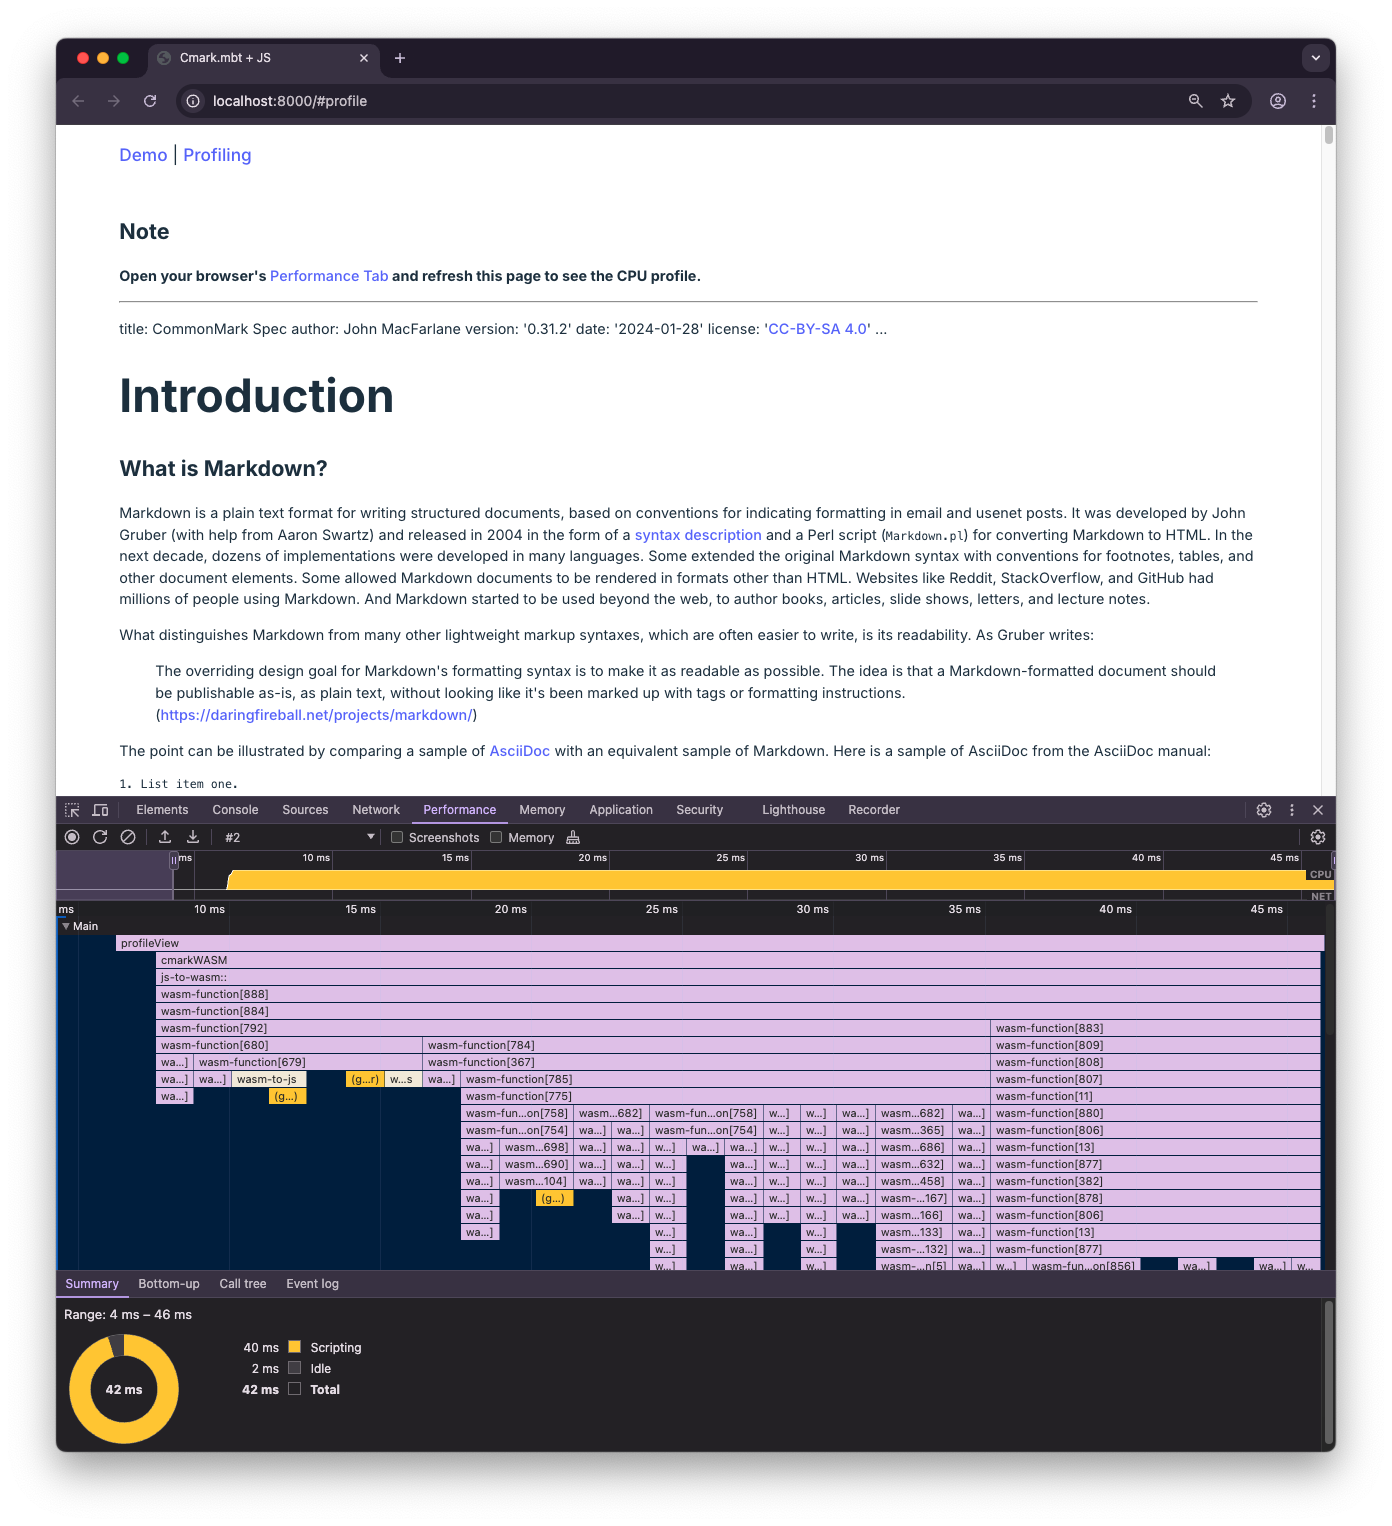 Cmark.mbt + JS
localhost:8000/#profile
Demo | Profiling
Note
Open your browser's Performance Tab and refresh this page to see the CPU profile.
title: CommonMark Spec author: John MacFarlane version: '0.31.2' date: '2024-01-28' license: 'CC-BY-SA 4.0' ...
Introduction
What is Markdown?
Markdown is a plain text format for writing structured documents, based on conventions for indicating formatting in email and usenet posts. It was developed by John
Gruber (with help from Aaron Swartz) and released in 2004 in the form of a syntax description and a Perl script (Markdown.pl) for converting Markdown to HTML. In the
next decade, dozens of implementations were developed in many languages. Some extended the original Markdown syntax with conventions for footnotes, tables, and
other document elements. Some allowed Markdown documents to be rendered in formats other than HTML. Websites like Reddit, StackOverflow, and GitHub had
millions of people using Markdown. And Markdown started to be used beyond the web, to author books, articles, slide shows, letters, and lecture notes.
What distinguishes Markdown from many other lightweight markup syntaxes, which are often easier to write, is its readability. As Gruber writes:
The overriding design goal for Markdown's formatting syntax is to make it as readable as possible. The idea is that a Markdown-formatted document should
be publishable as-is, as plain text, without looking like it's been marked up with tags or formatting instructions.
(https://daringfireball.net/projects/markdown/)
The point can be illustrated by comparing a sample of AsciiDoc with an equivalent sample of Markdown. Here is a sample of AsciiDoc from the AsciiDoc manual:
1. List item one.
Elements Console Sources Network Performance Memory Application Security Lighthouse Recorder
#2 Screenshots Memory
ms 10 ms 15 ms 20 ms 25 ms 30 ms 35 ms 40 ms 45 ms
CPU
NET
ms 10 ms 15 ms 20 ms 25 ms 30 ms 35 ms 40 ms 45 ms
Main
profileView
cmarkWASM
js-to-wasm::
wasm-function[888]
wasm-function[884]
wasm-function[792] wasm-function[883]
wasm-function[680] wasm-function[784] wasm-function[809]
wa...] wasm-function[679] wasm-function[367] wasm-function[808]
wa...] wa...] wasm-to-js (g...r) w...s wa...] wasm-function[785] wasm-function[807]
wa...] (g...) wasm-function[775] wasm-function[11]
wasm-fun...on[758] wasm...682] wasm-fun...on[758] w...] w...] wa...] wasm...682] wa...] wasm-function[880]
wasm-fun...on[754] wa...] wa...] wasm-fun...on[754] w...] w...] wa...] wasm...365] wa...] wasm-function[806]
wa...] wasm...698] wa...] wa...] w...] wa...] wa...] w...] w...] wa...] wasm...686] wa...] wasm-function[13]
wa...] wasm...690] wa...] wa...] w...] wa...] w...] w...] wa...] wasm...632] wa...] wasm-function[877]
wa...] wasm...104] wa...] wa...] w...] wa...] w...] w...] wa...] wasm...458] wa...] wasm-function[382]
wa...] (g...) wa...] w...] wa...] w...] w...] wa...] wasm-...167] wa...] wasm-function[878]
wa...] wa...] w...] wa...] w...] w...] wa...] wasm...166] wa...] wasm-function[806]
wa...] w...] wa...] w...] wasm...133] wa...] wasm-function[13]
w...] wa...] w...] wasm-...132] wa...] wasm-function[877]
w...] wa...] w...] wasm-...n[5] wa...] w...] wasm-fun...on[856] wa...] wa...] w...
Summary Bottom-up Call tree Event log
Range: 4 ms – 46 ms
42 ms
40 ms Scripting
2 ms Idle
42 ms Total